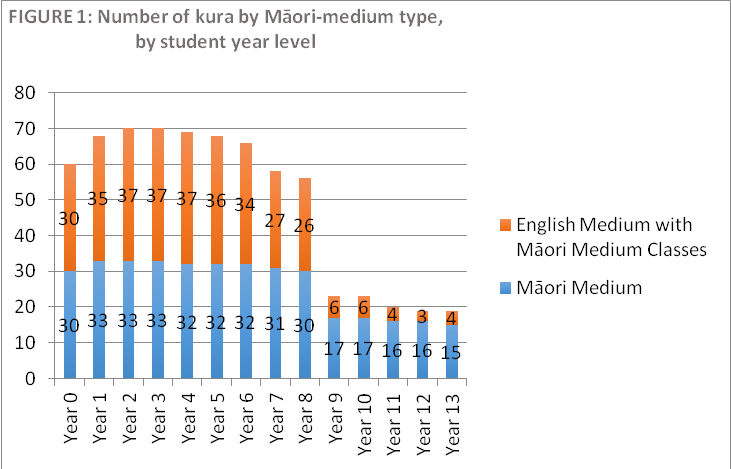 FIGURE 1: Number of kura by Māori-medium type,
by student year level
80
70
60
50
40
30
20
10
0
30 35 37 37 37 36 34 27 26 6 6 4 3 4
30 33 33 33 32 32 32 31 30 17 17 16 16 15
Year 0
Year 1
Year 2
Year 3
Year 4
Year 5
Year 6
Year 7
Year 8
Year 9
Year 10
Year 11
Year 12
Year 13
English Medium with
Māori Medium Classes
Māori Medium